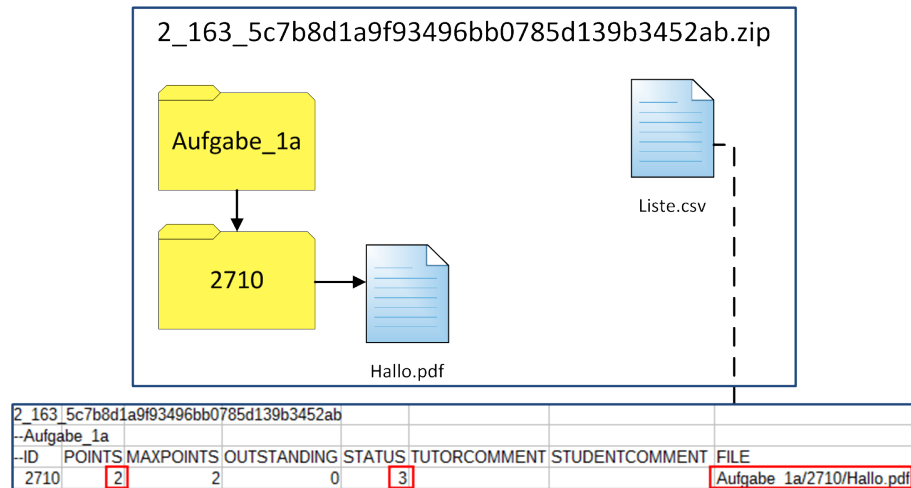 2_163_5c7b8d1a9f93496bb0785d139b3452ab.zip
Aufgabe_1a
Liste.csv
2710
Hallo.pdf
2_163_5c7b8d1a9f93496bb0785d139b3452ab
--Aufgabe_1a
--ID POINTS MAXPOINTS OUTSTANDING STATUS TUTORCOMMENT STUDENTCOMMENT FILE
2710 2 2 0 3 Aufgabe_1a/2710/Hallo.pdf